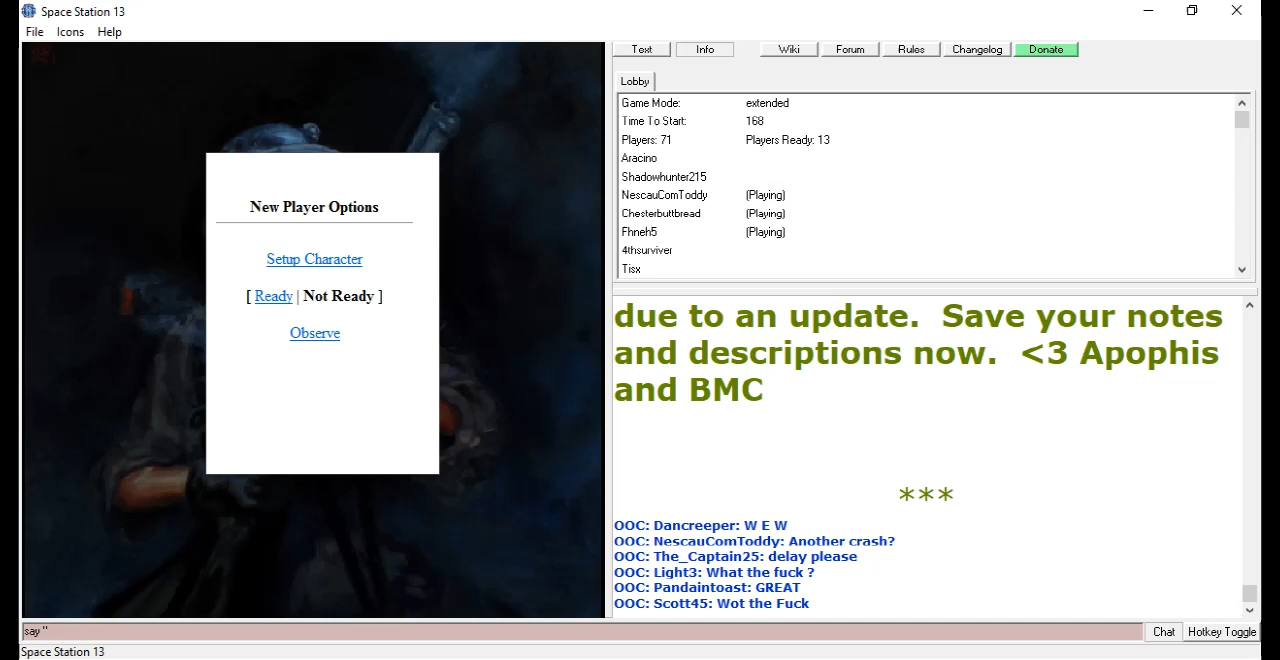 Space Station 13
File Icons Help
Text Info Wiki Forum Rules Changelog Donate
Lobby
Game Mode: extended
Time To Start: 168
Players: 71 Players Ready: 13
Aracino
Shadowhunter215
NescauComToddy (Playing)
Chesterbuttbread (Playing)
Fhneh5 (Playing)
4thsurviver
Tisx
New Player Options
Setup Character
[ Ready | Not Ready ]
Observe
due to an update. Save your notes
and descriptions now. <3 Apophis
and BMC
***
OOC: Dancreeper: W E W
OOC: NescauComToddy: Another crash?
OOC: The_Captain25: delay please
OOC: Light3: What the fuck ?
OOC: Pandaintoast: GREAT
OOC: Scott45: Wot the Fuck
say "
Chat Hotkey Toggle
Space Station 13